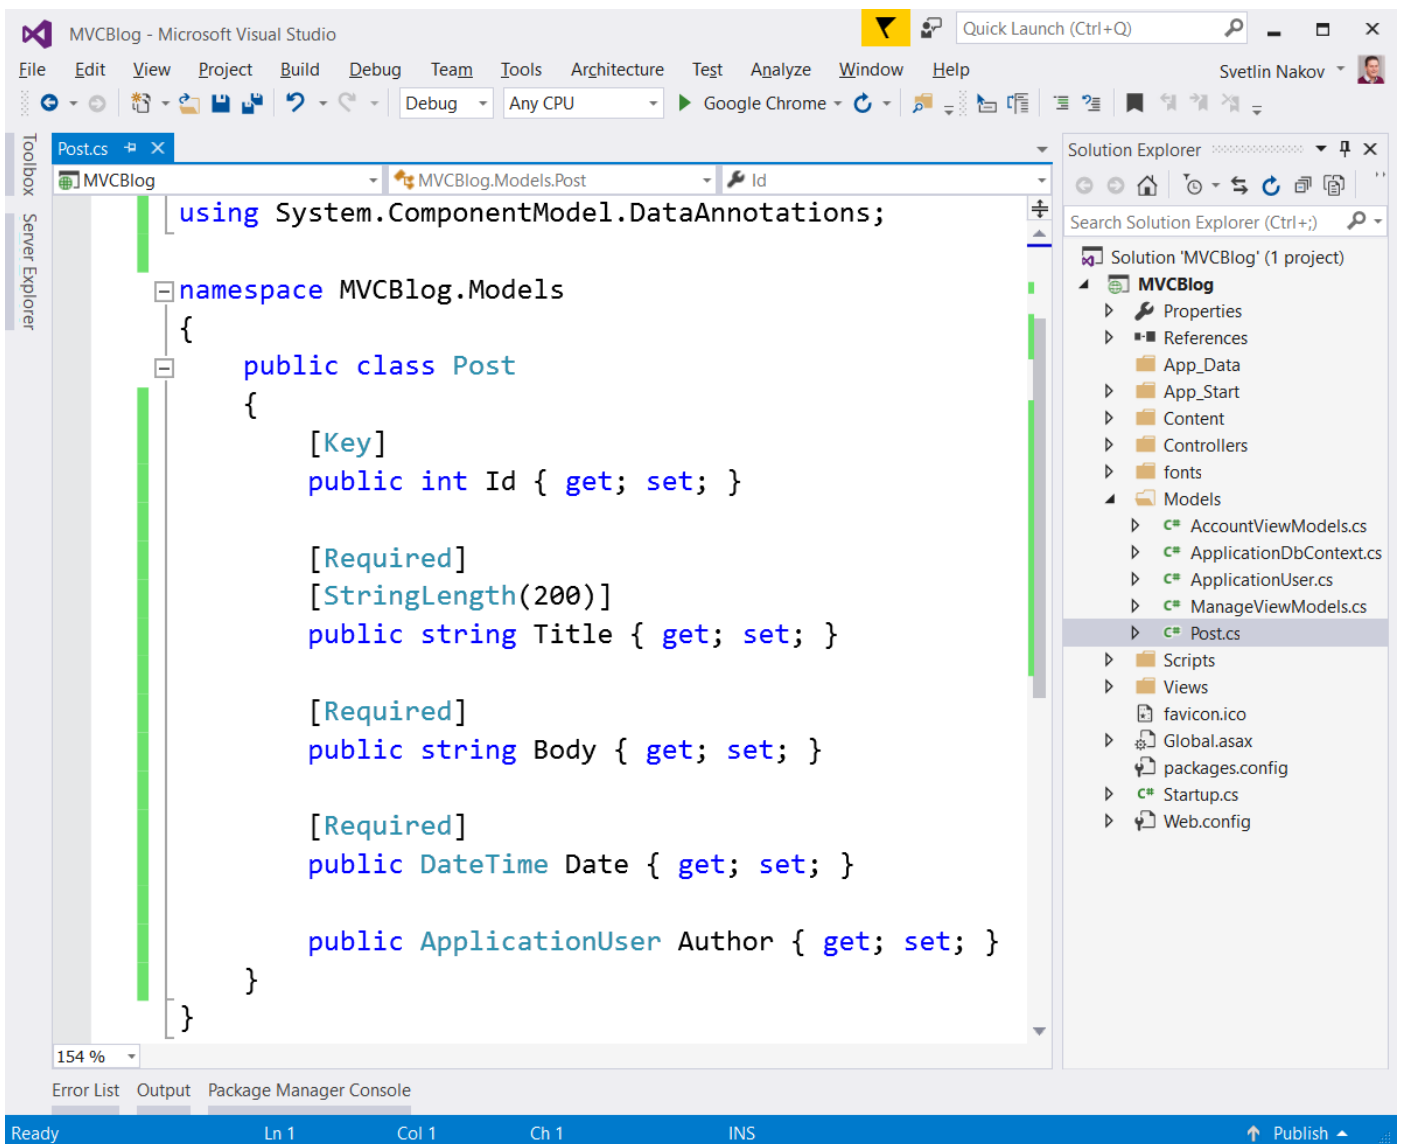 MVCBlog - Microsoft Visual Studio
Quick Launch (Ctrl+Q)
File Edit View Project Build Debug Team Tools Architecture Test Analyze Window Help
Svetlin Nakov
Debug Any CPU Google Chrome
Toolbox
Server Explorer
Post.cs
MVCBlog MVCBlog.Models.Post Id
using System.ComponentModel.DataAnnotations;
namespace MVCBlog.Models
{
public class Post
{
[Key]
public int Id { get; set; }
[Required]
[StringLength(200)]
public string Title { get; set; }
[Required]
public string Body { get; set; }
[Required]
public DateTime Date { get; set; }
public ApplicationUser Author { get; set; }
}
}
154 %
Solution Explorer
Search Solution Explorer (Ctrl+;)
Solution 'MVCBlog' (1 project)
MVCBlog
Properties
References
App_Data
App_Start
Content
Controllers
fonts
Models
C# AccountViewModels.cs
C# ApplicationDbContext.cs
C# ApplicationUser.cs
C# ManageViewModels.cs
C# Post.cs
Scripts
Views
favicon.ico
Global.asax
packages.config
C# Startup.cs
Web.config
Error List Output Package Manager Console
Ready Ln 1 Col 1 Ch 1 INS Publish